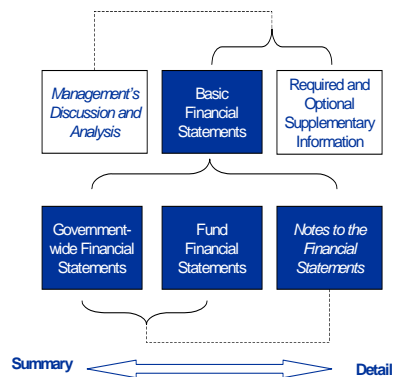 Management's
Discussion and
Analysis
Basic
Financial
Statements
Required and
Optional
Supplementary
Information
Government-
wide Financial
Statements
Fund
Financial
Statements
Notes to the
Financial
Statements
Summary
Detail